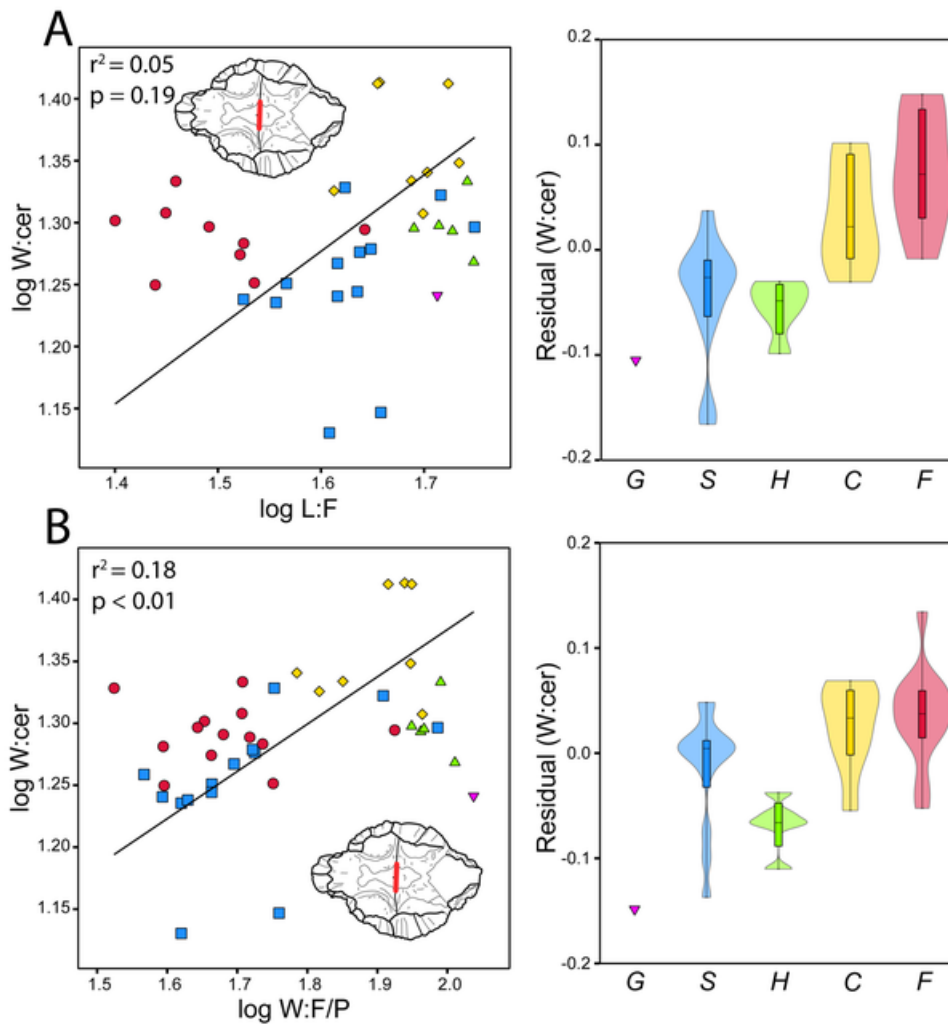 A
r² = 0.05
p = 0.19
log W:cer
1.40
1.35
1.30
1.25
1.20
1.15
1.4
1.5
1.6
1.7
log L:F
Residual (W:cer)
0.2
0.1
0.0
-0.1
-0.2
G
S
H
C
F
B
r² = 0.18
p < 0.01
log W:cer
1.40
1.35
1.30
1.25
1.20
1.15
1.5
1.6
1.7
1.8
1.9
2.0
log W:F/P
Residual (W:cer)
0.2
0.1
0.0
-0.1
-0.2
G
S
H
C
F